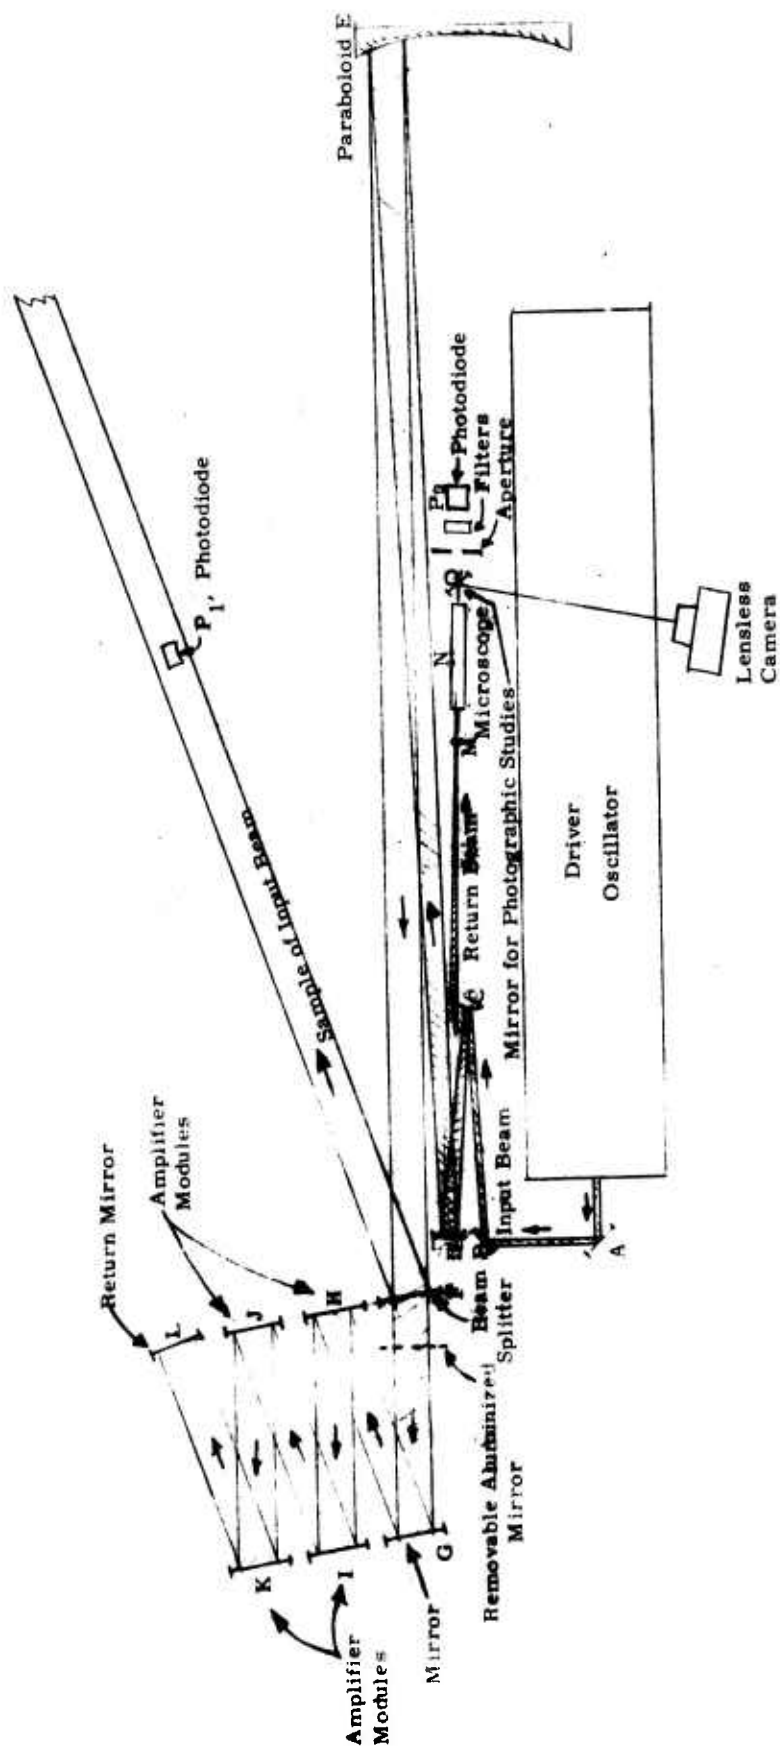 Paraboloid E
P1, Photodiode
Sample of Input Beam
Return Mirror
Amplifier
Modules
L
J
H
K
I
G
Amplifier
Modules
Mirror
Removable Aluminized
Mirror
Beam
Splitter
F
B
Input Beam
A
C
Return Beam
M
Microscope
N
Mirror for Photographic Studies
P2
Photodiode
Filters
Aperture
Driver
Oscillator
Lensless
Camera